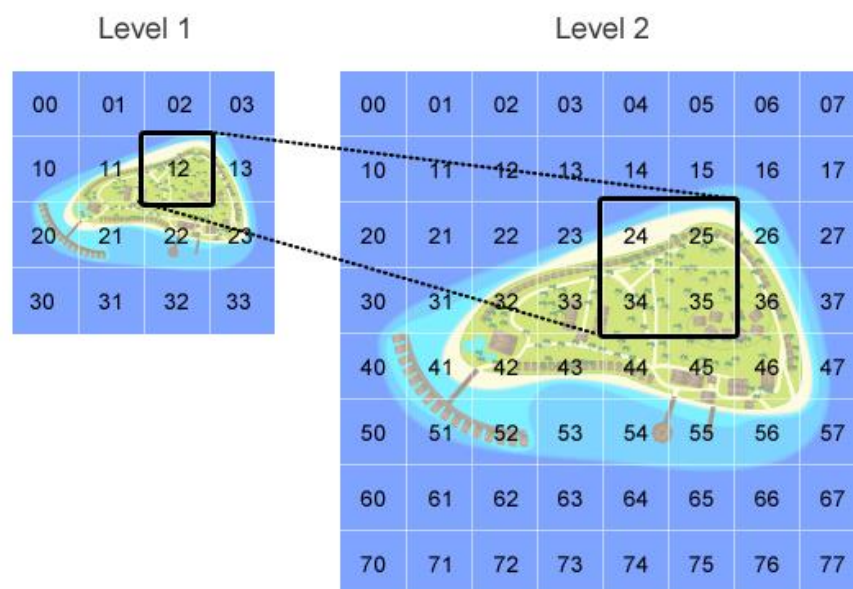 Level 1
Level 2
00 01 02 03
10 11 12 13
20 21 22 23
30 31 32 33
00 01 02 03 04 05 06 07
10 11 12 13 14 15 16 17
20 21 22 23 24 25 26 27
30 31 32 33 34 35 36 37
40 41 42 43 44 45 46 47
50 51 52 53 54 55 56 57
60 61 62 63 64 65 66 67
70 71 72 73 74 75 76 77